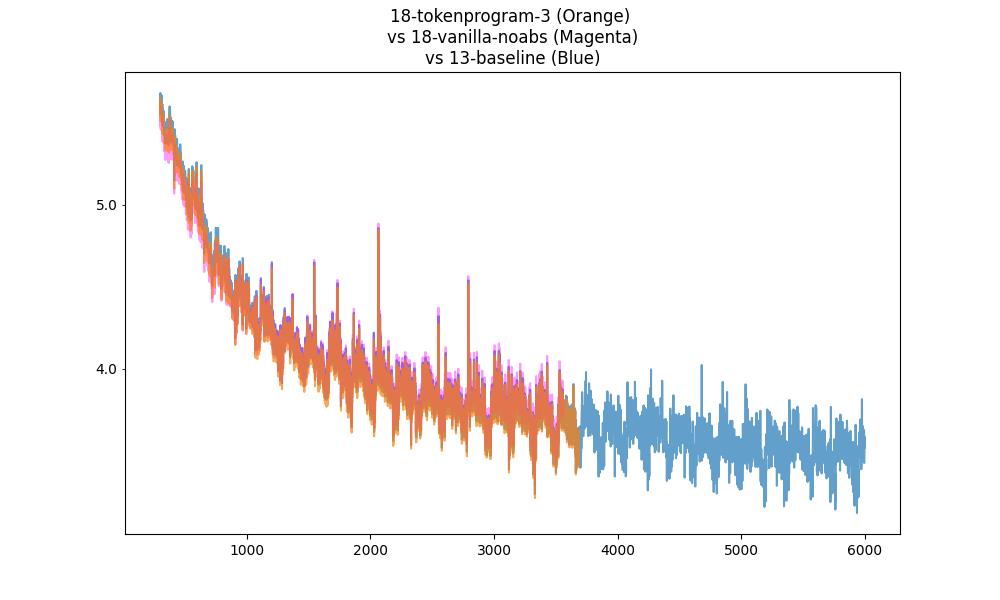 18-tokenprogram-3 (Orange)
vs 18-vanilla-noabs (Magenta)
vs 13-baseline (Blue)
5.0
4.0
1000 2000 3000 4000 5000 6000